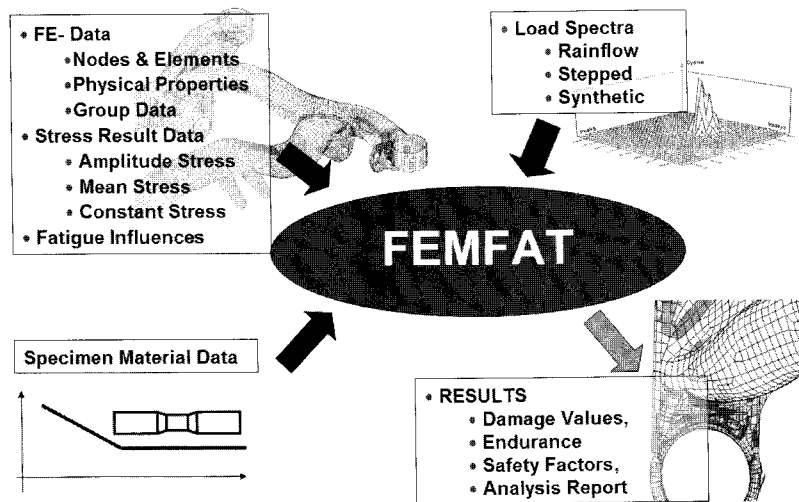 • FE- Data
• Nodes & Elements
• Physical Properties
• Group Data
• Stress Result Data
• Amplitude Stress
• Mean Stress
• Constant Stress
• Fatigue Influences
• Load Spectra
• Rainflow
• Stepped
• Synthetic
FEMFAT
Specimen Material Data
• RESULTS
• Damage Values,
• Endurance
• Safety Factors,
• Analysis Report